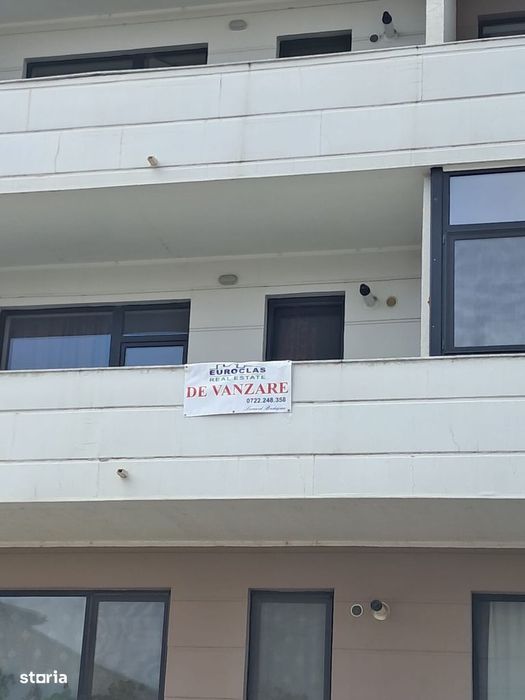 EUROCLAS
REAL ESTATE
DE VANZARE
0722.248.358
storia